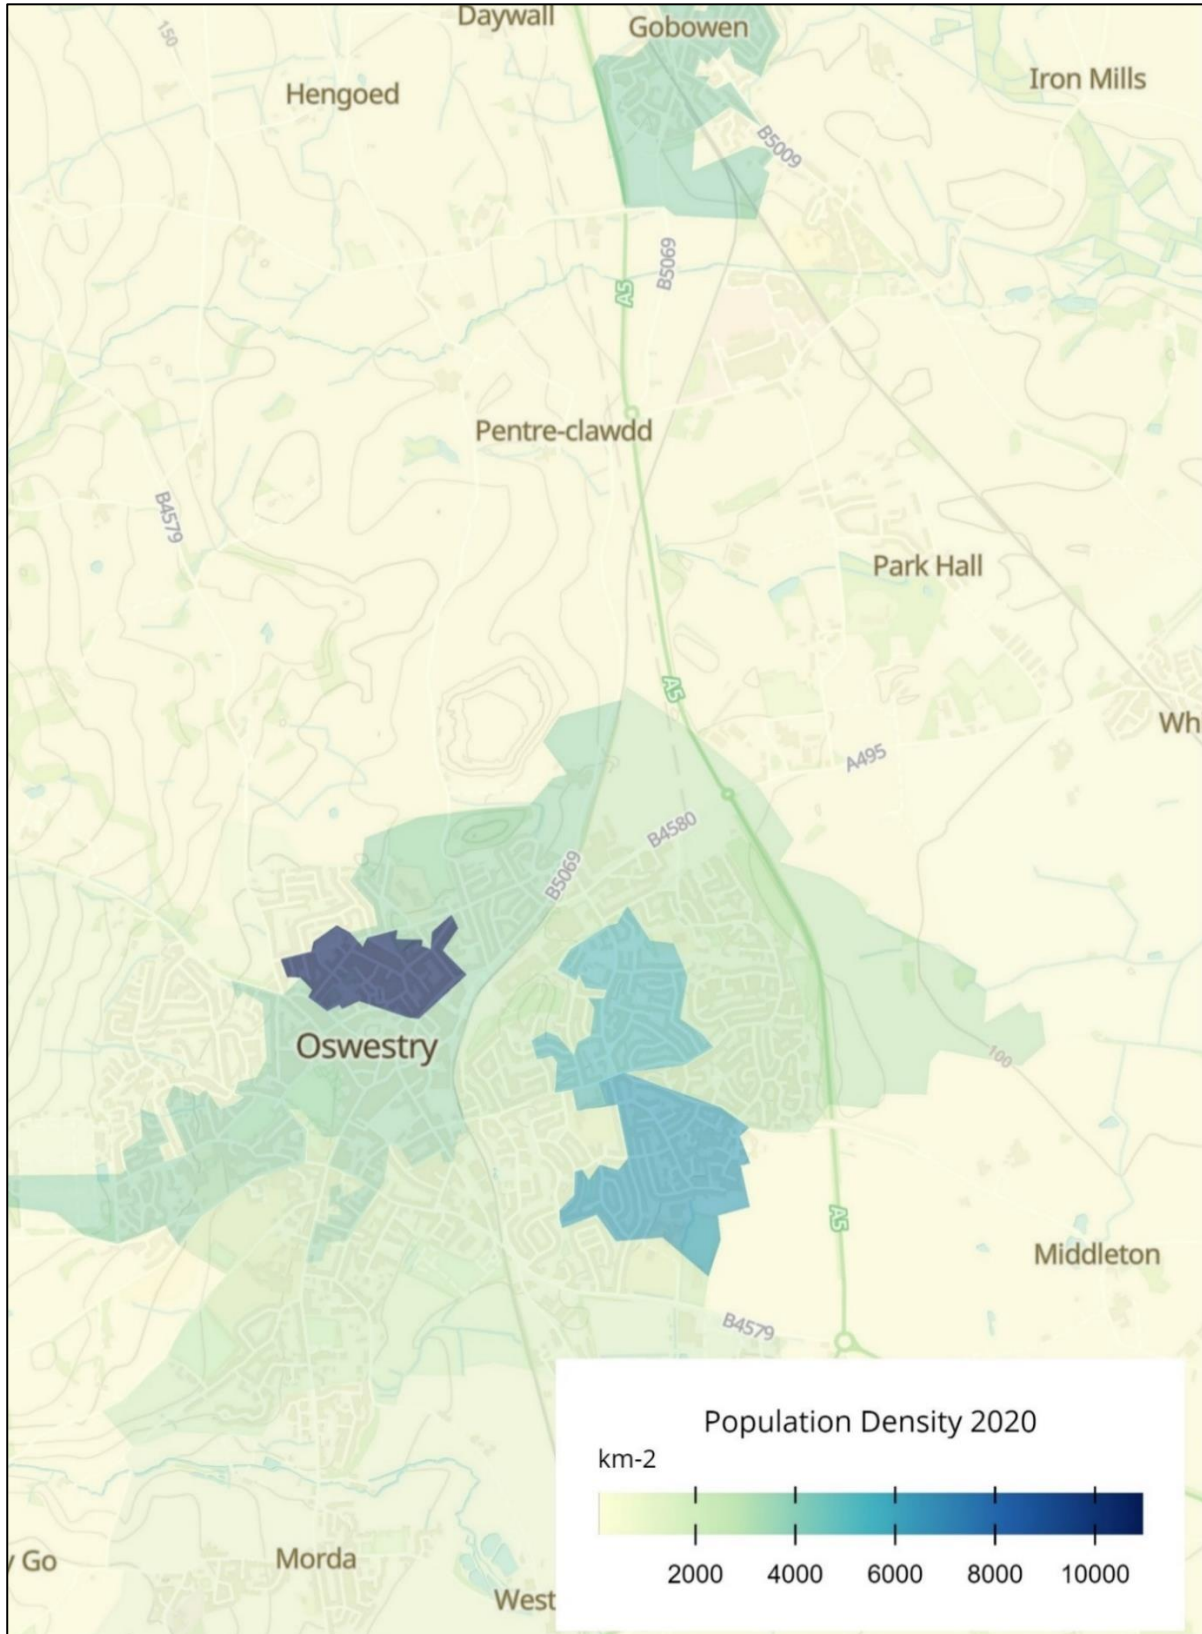 Daywall
Gobowen
150
Hengoed
Iron Mills
B5009
B5069
A5
Pentre-clawdd
B4579
Park Hall
A5
Wh
A495
B4580
B5069
Oswestry
100
A5
Middleton
B4579
Population Density 2020
km-2
2000 4000 6000 8000 10000
y Go
Morda
West